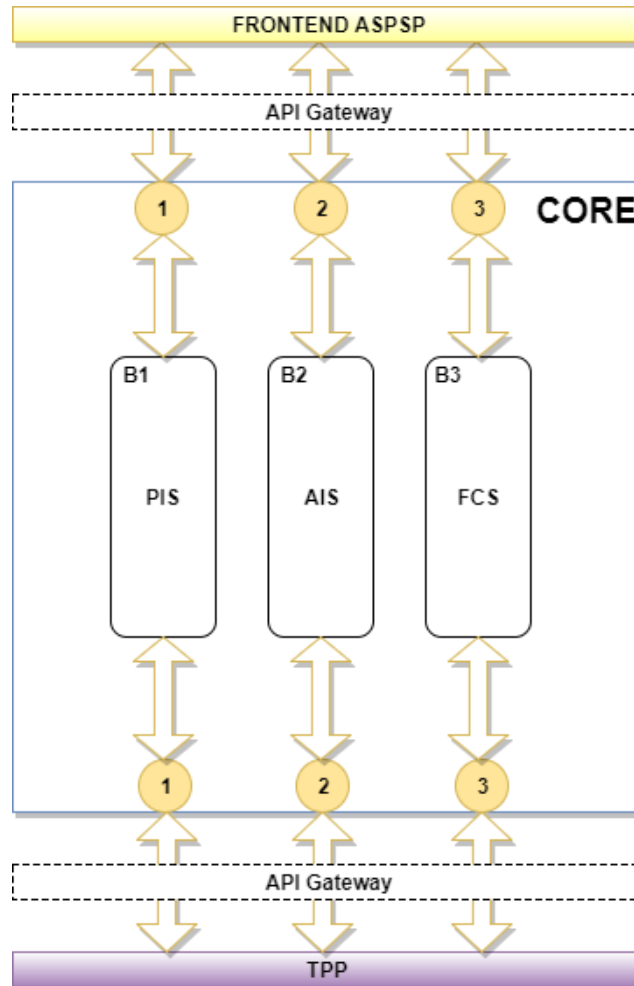 FRONTEND ASPSP
API Gateway
1 2 3 CORE
B1 B2 B3
PIS AIS FCS
1 2 3
API Gateway
TPP